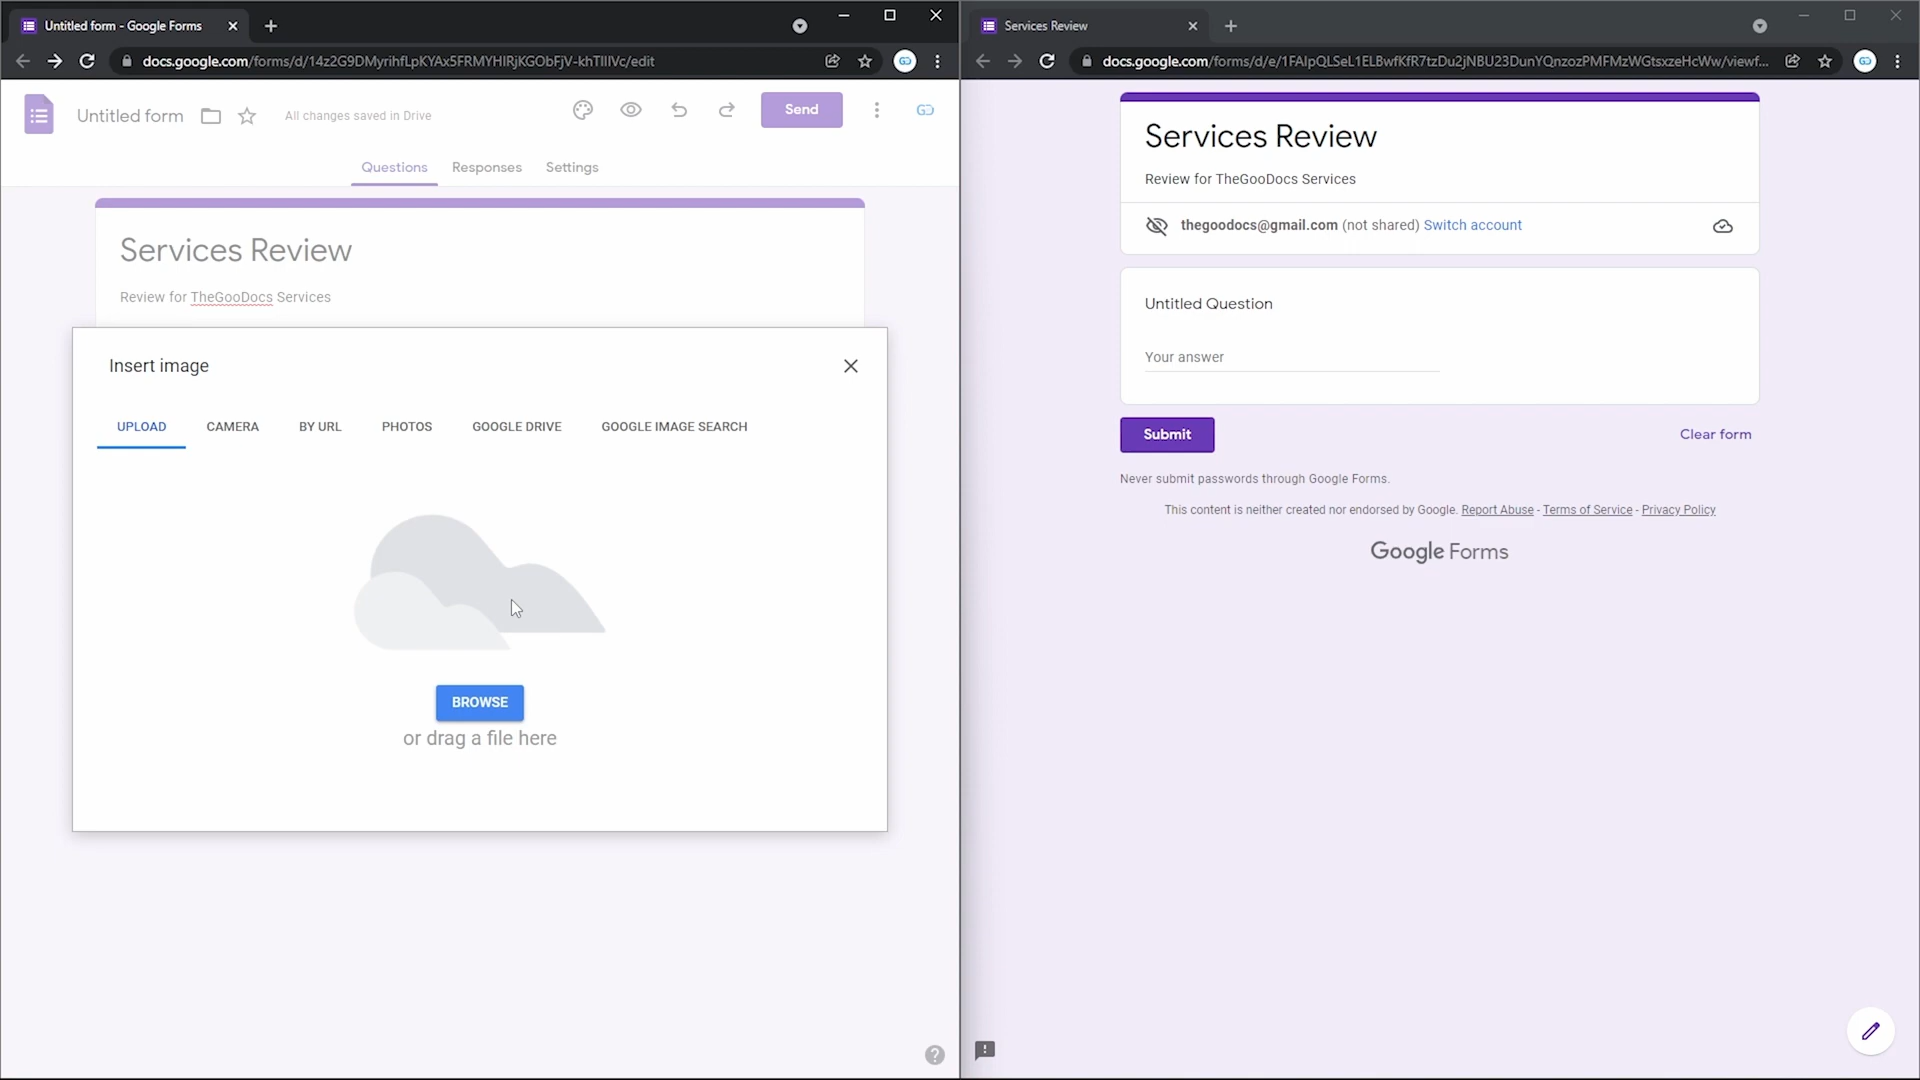 Untitled form - Google Forms
docs.google.com/forms/d/14z2G9DMyrihfLpKYAx5FRMYHIRjKGObFjV-khTIlIVc/edit
Untitled form
All changes saved in Drive
Send
Questions
Responses
Settings
Services Review
Review for TheGooDocs Services
Insert image
UPLOAD
CAMERA
BY URL
PHOTOS
GOOGLE DRIVE
GOOGLE IMAGE SEARCH
BROWSE
or drag a file here
Services Review
docs.google.com/forms/d/e/1FAIpQLSeL1ELBwfKfR7tzDu2jNBU23DunYQnzozPMFMzWGtsxzeHcWw/viewf...
Services Review
Review for TheGooDocs Services
thegoodocs@gmail.com (not shared) Switch account
Untitled Question
Your answer
Submit
Clear form
Never submit passwords through Google Forms.
This content is neither created nor endorsed by Google. Report Abuse - Terms of Service - Privacy Policy
Google Forms